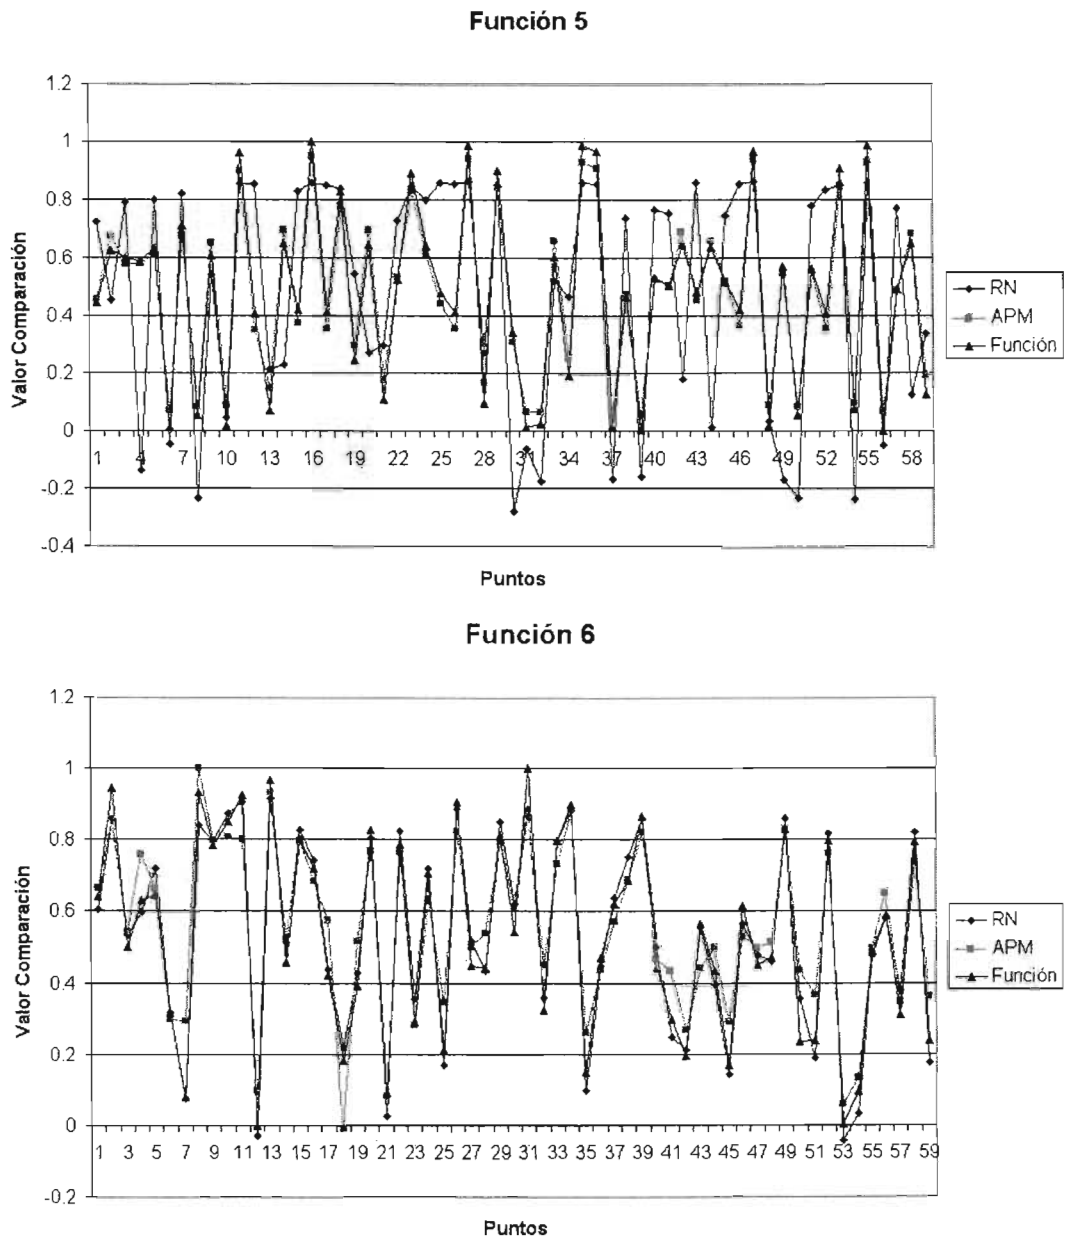 Función 5
1.2
1
0.8
0.6
0.4
0.2
0
-0.2
-0.4
Valor Comparación
1 4 7 10 13 16 19 22 25 28 31 34 37 40 43 46 49 52 55 58
Puntos
RN
APM
Función
Función 6
1.2
1
0.8
0.6
0.4
0.2
0
-0.2
Valor Comparación
1 3 5 7 9 11 13 15 17 19 21 23 25 27 29 31 33 35 37 39 41 43 45 47 49 51 53 55 57 59
Puntos
RN
APM
Función